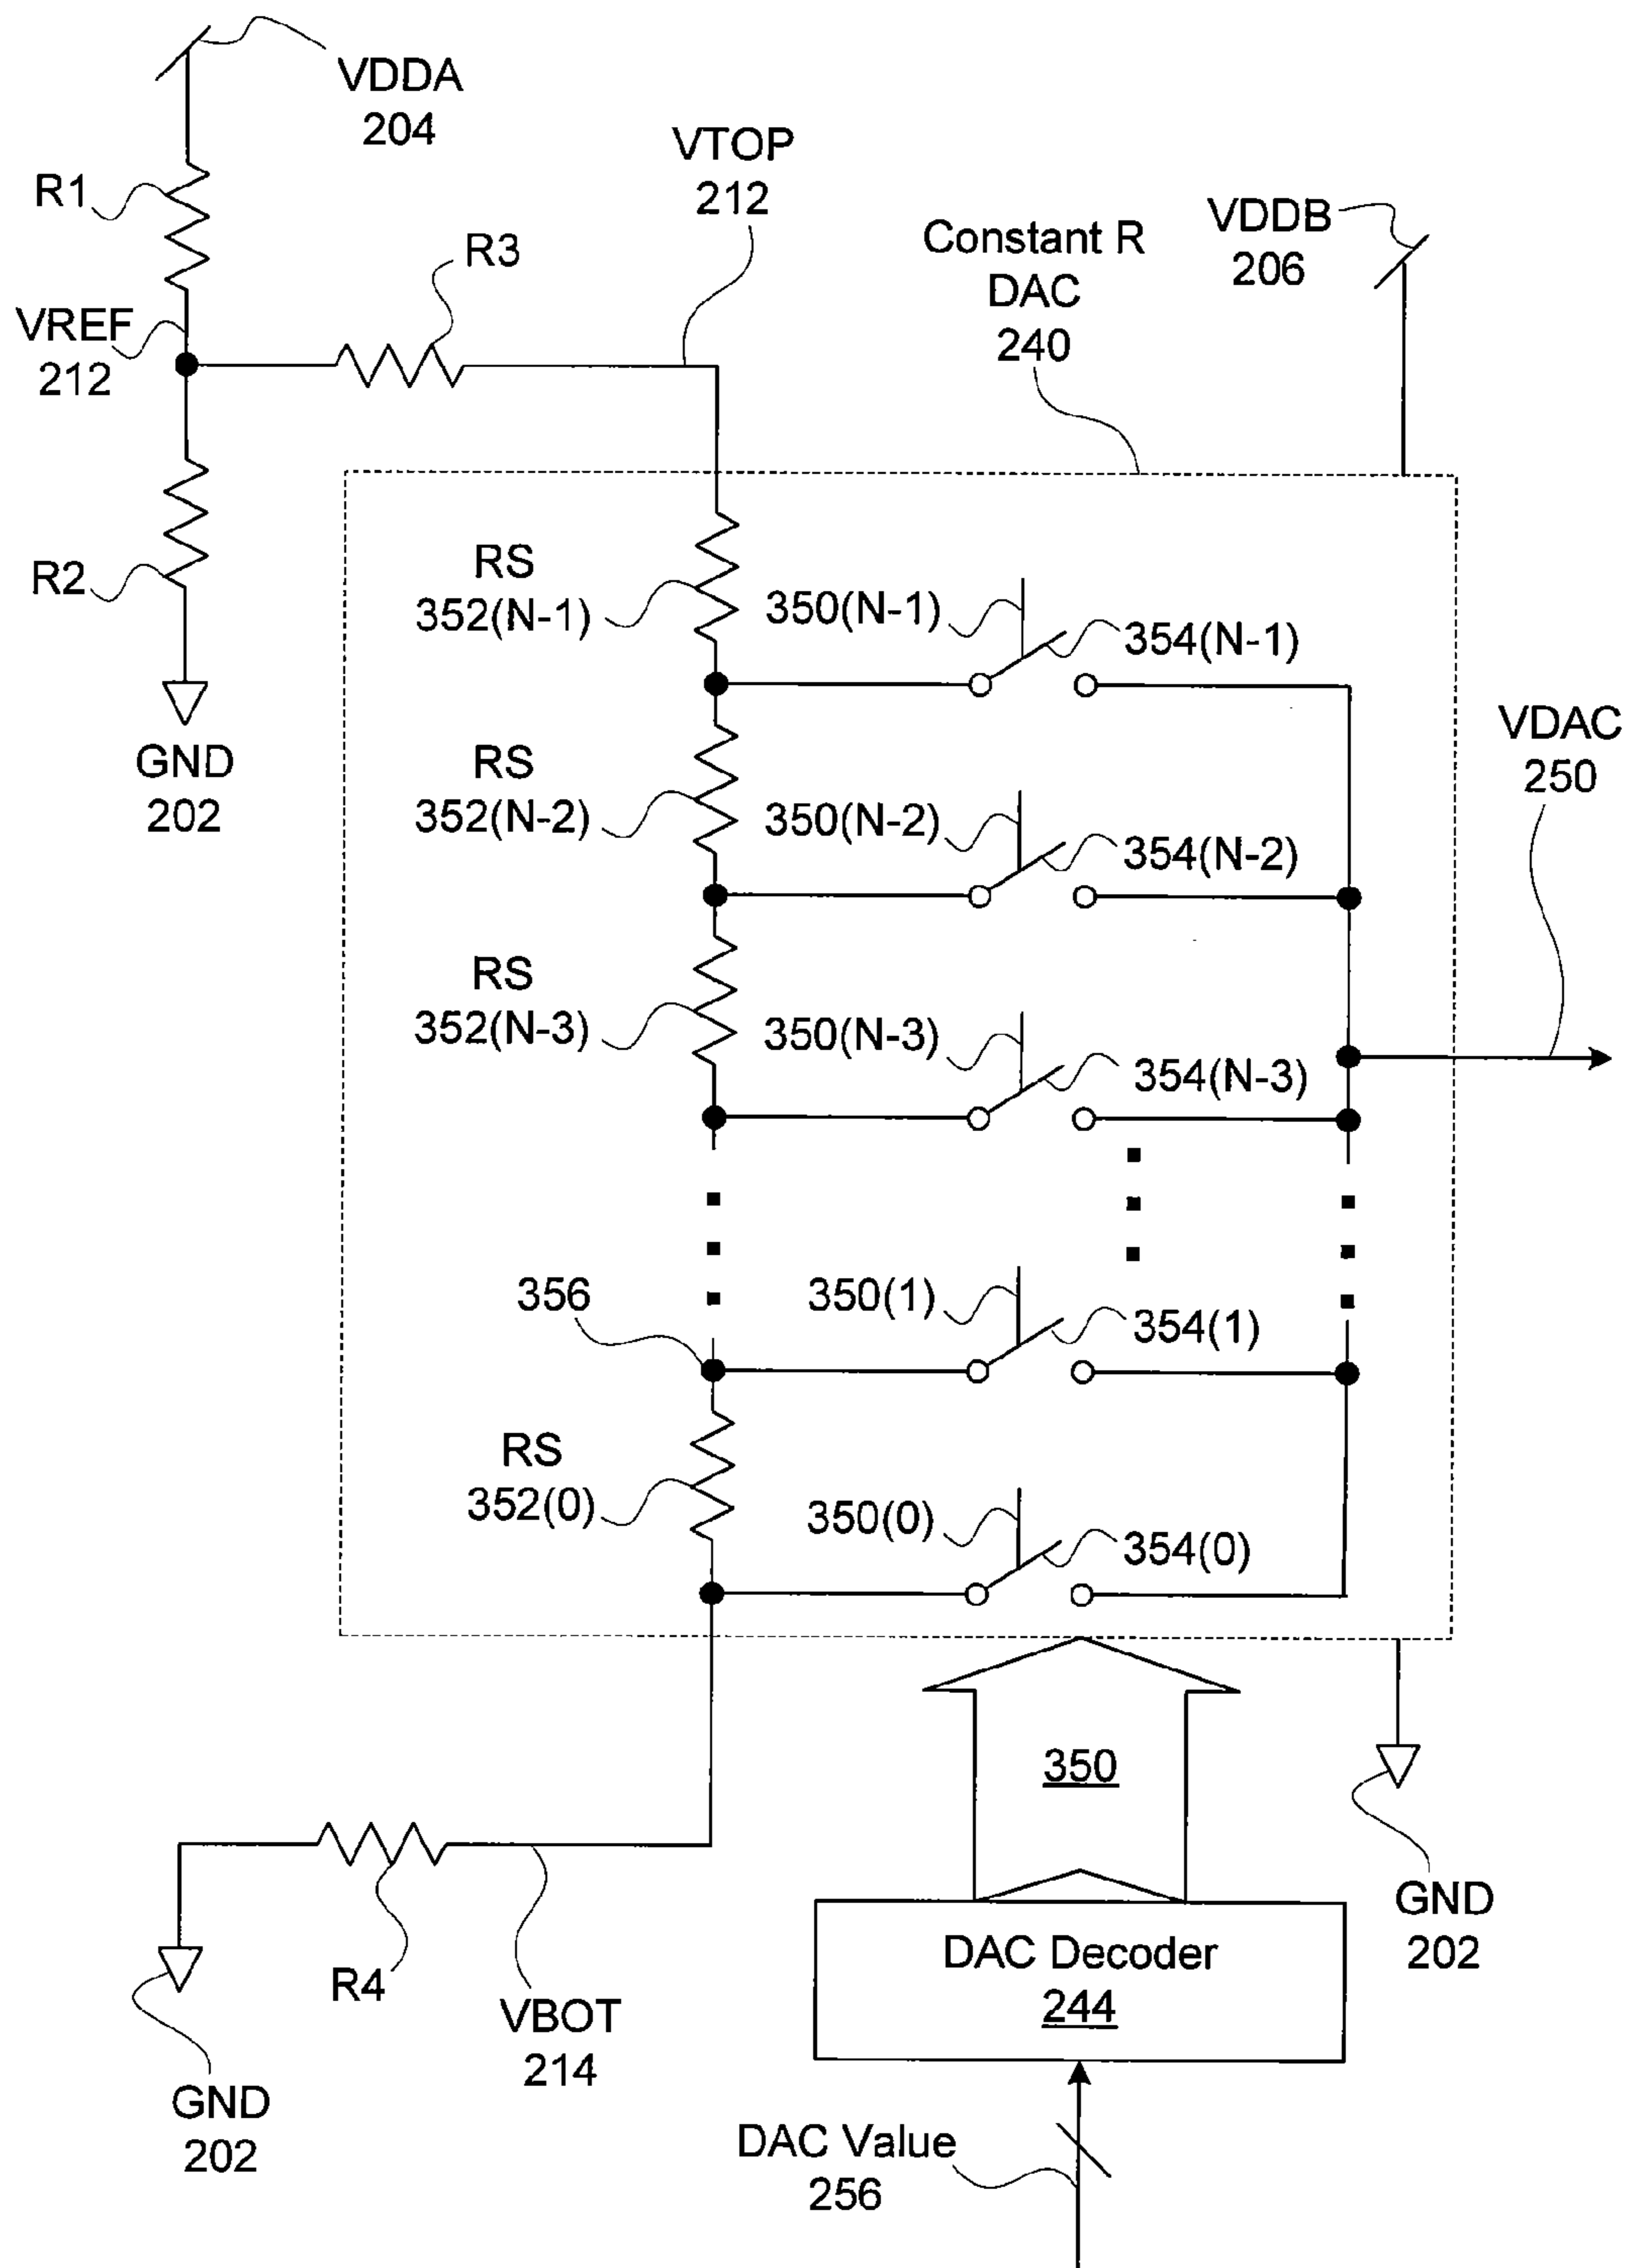 VDDA
204
R1
VTOP
212
R3
Constant R
DAC
240
VDDB
206
VREF
212
R2
GND
202
RS
352(N-1)
350(N-1)
354(N-1)
RS
352(N-2)
350(N-2)
354(N-2)
VDAC
250
RS
352(N-3)
350(N-3)
354(N-3)
356
350(1)
354(1)
RS
352(0)
350(0)
354(0)
350
R4
VBOT
214
GND
202
DAC Decoder
244
GND
202
DAC Value
256